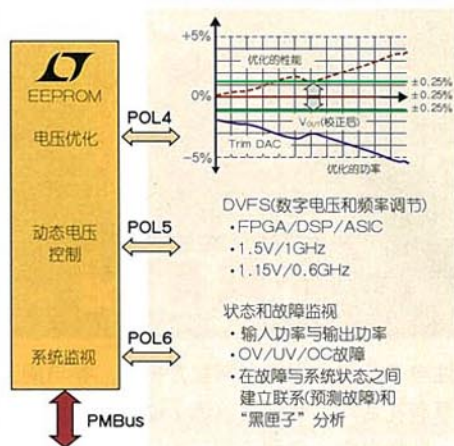 EEPROM
电压优化
POL4
+5%
优化的性能
±0.25%
0%
±0.25%
±0.25%
VOUT(校正后)
Trim DAC
优化的功率
-5%
动态电压
控制
POL5
DVFS(数字电压和频率调节)
·FPGA/DSP/ASIC
·1.5V/1GHz
·1.15V/0.6GHz
系统监视
POL6
状态和故障监视
·输入功率与输出功率
·OV/UV/OC故障
·在故障与系统状态之间
建立联系(预测故障)和
“黑匣子”分析
PMBus